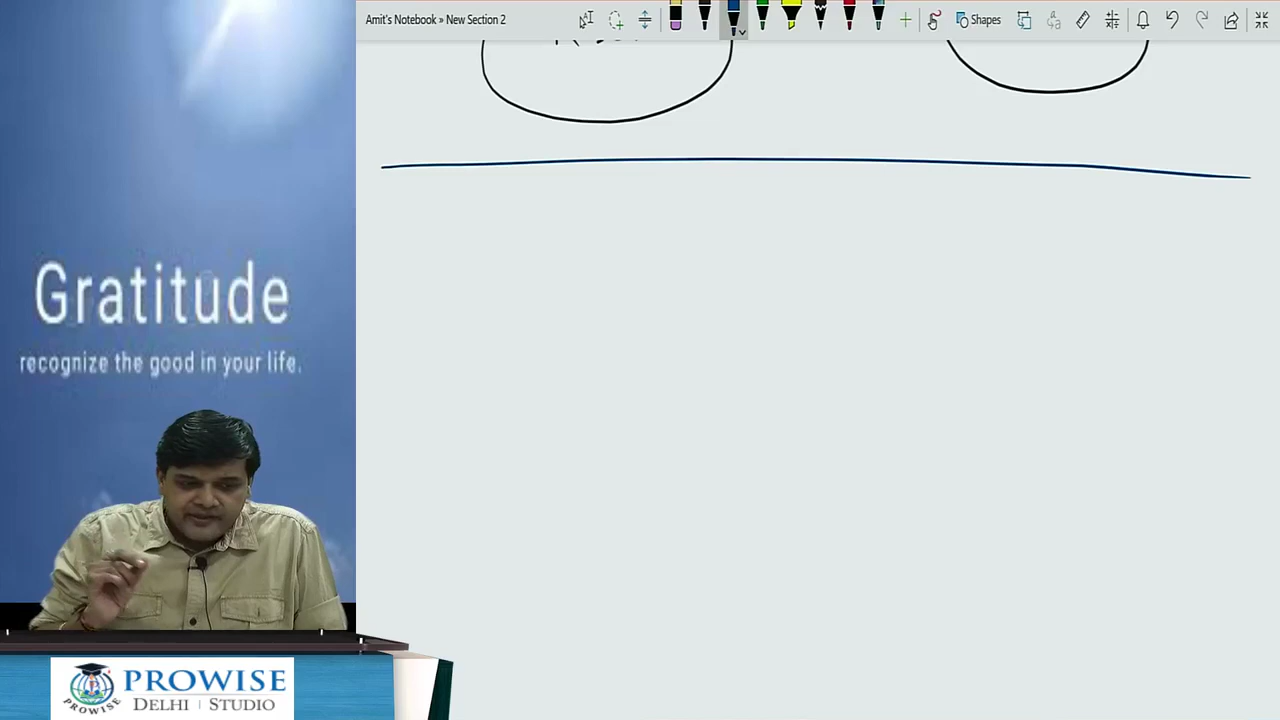 Amit's Notebook » New Section 2
Shapes
Gratitude
recognize the good in your life.
PROWISE
PROWISE
DELHI | STUDIO